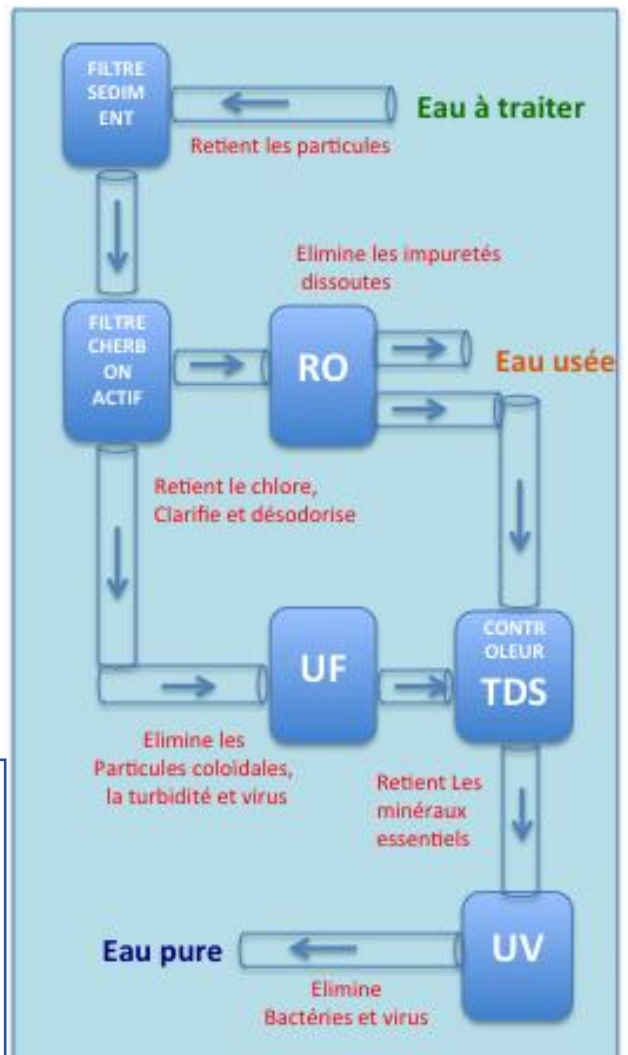 FILTRE
SEDIM
ENT
Eau à traiter
Retient les particules
Elimine les impuretés
dissoutes
FILTRE
CHERB
ON
ACTIF
RO
Eau usée
Retient le chlore,
Clarifie et désodorise
UF
CONTR
OLEUR
TDS
Elimine les
Particules coloïdales,
la turbidité et virus
Retient Les
minéraux
essentiels
UV
Eau pure
Elimine
Bactéries et virus